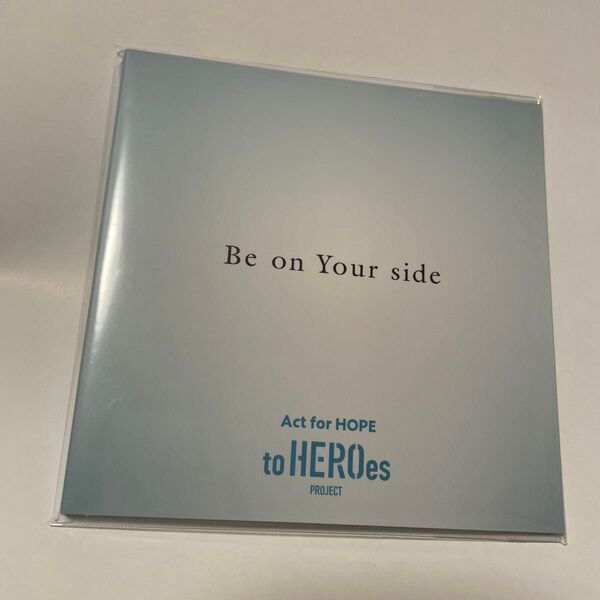 Be on Your side
Act for HOPE
to HEROes
PROJECT